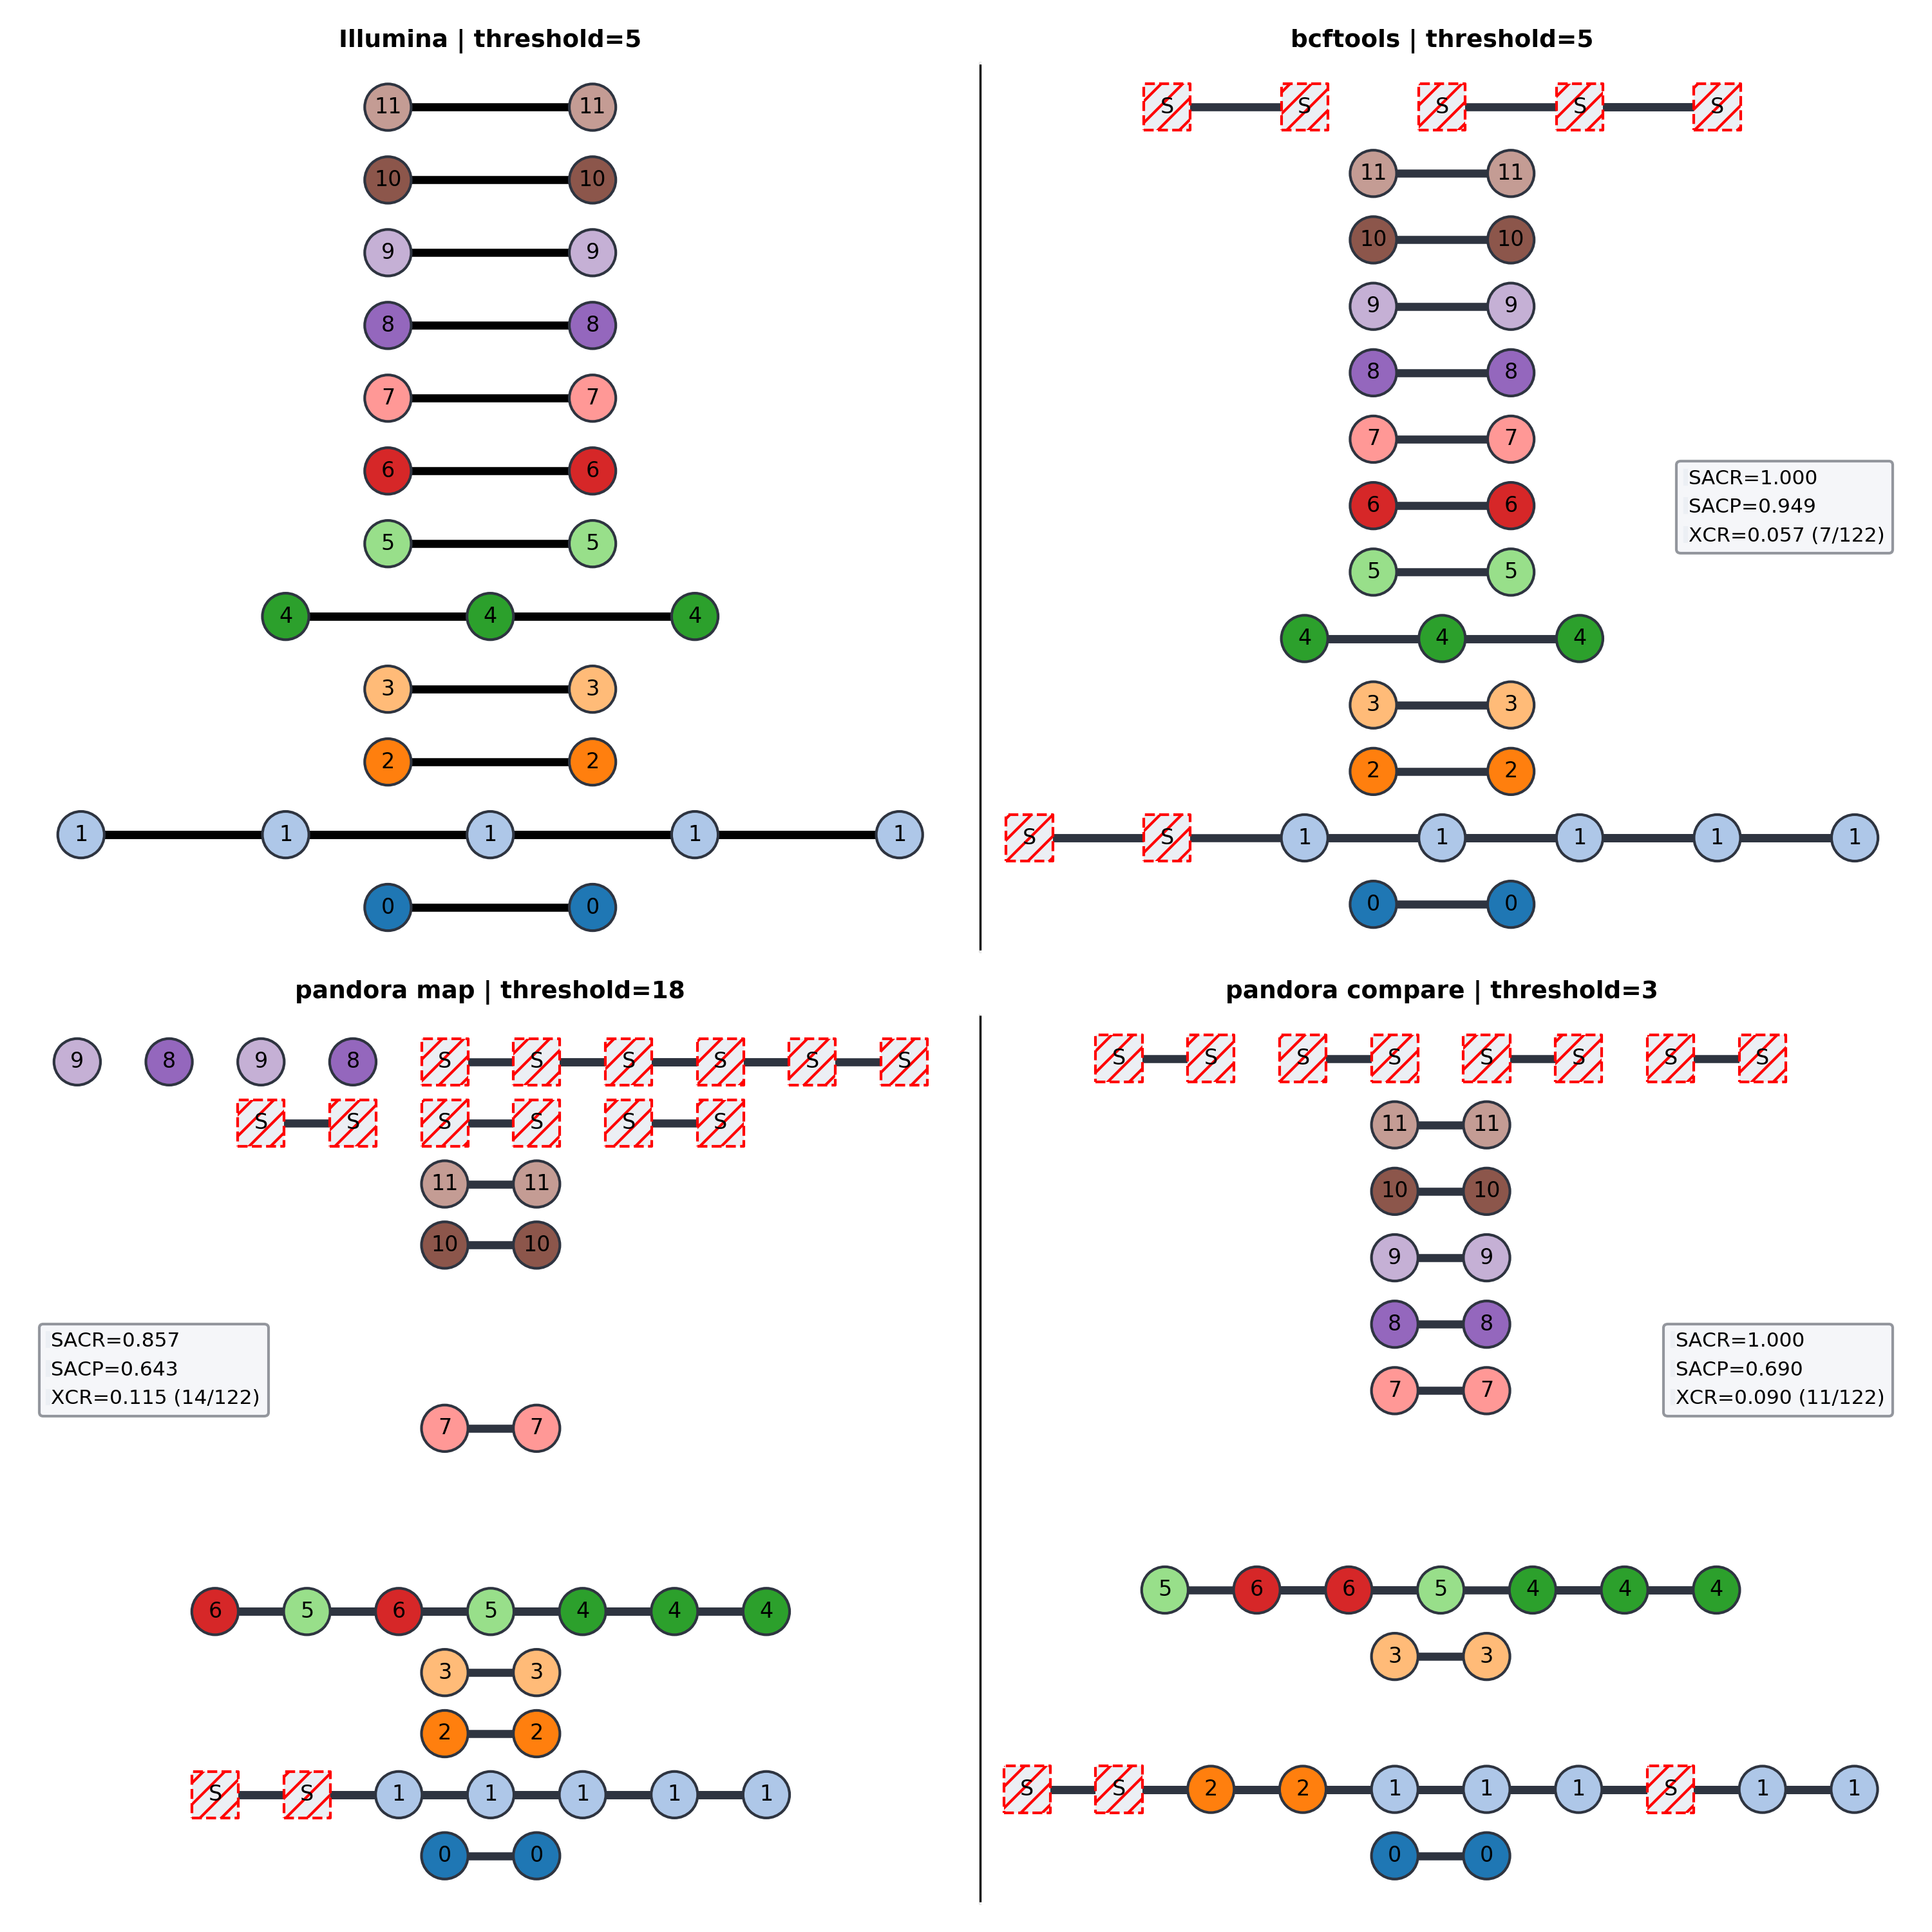 Illumina | threshold=5
11 11
10 10
9 9
8 8
7 7
6 6
5 5
4 4 4
3 3
2 2
1 1 1 1 1
0 0
bcftools | threshold=5
S S S S S
11 11
10 10
9 9
8 8
7 7
6 6
5 5
4 4 4
3 3
2 2
S S 1 1 1 1 1
0 0
SACR=1.000
SACP=0.949
XCR=0.057 (7/122)
pandora map | threshold=18
9 8 9 8 S S S S S S
S S S S S S
11 11
10 10
7 7
6 5 6 5 4 4 4
3 3
2 2
S S 1 1 1 1 1
0 0
SACR=0.857
SACP=0.643
XCR=0.115 (14/122)
pandora compare | threshold=3
S S S S S S S S
11 11
10 10
9 9
8 8
7 7
5 6 6 5 4 4 4
3 3
S S 2 2 1 1 1 S 1 1
0 0
SACR=1.000
SACP=0.690
XCR=0.090 (11/122)